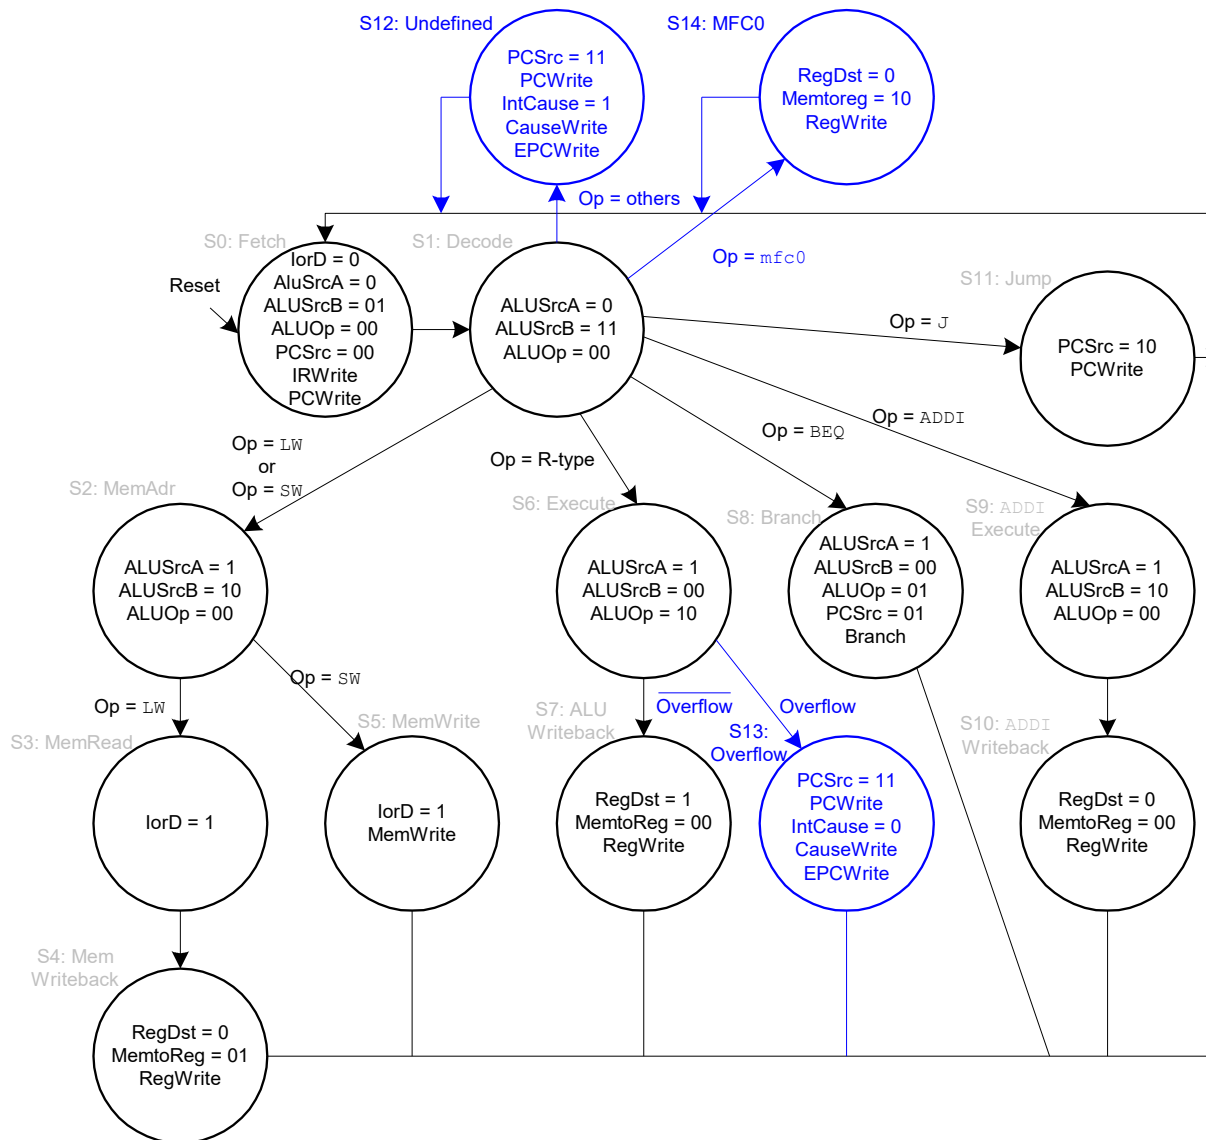 S12: Undefined
PCSrc = 11
PCWrite
IntCause = 1
CauseWrite
EPCWrite
S14: MFC0
RegDst = 0
Memtoreg = 10
RegWrite
Op = others
Op = mfc0
S0: Fetch
Reset
IorD = 0
AluSrcA = 0
ALUSrcB = 01
ALUOp = 00
PCSrc = 00
IRWrite
PCWrite
S1: Decode
ALUSrcA = 0
ALUSrcB = 11
ALUOp = 00
S11: Jump
Op = J
PCSrc = 10
PCWrite
Op = LW
or
Op = SW
Op = R-type
Op = BEQ
Op = ADDI
S2: MemAdr
ALUSrcA = 1
ALUSrcB = 10
ALUOp = 00
S6: Execute
ALUSrcA = 1
ALUSrcB = 00
ALUOp = 10
S8: Branch
ALUSrcA = 1
ALUSrcB = 00
ALUOp = 01
PCSrc = 01
Branch
S9: ADDI
Execute
ALUSrcA = 1
ALUSrcB = 10
ALUOp = 00
Op = LW
Op = SW
Overflow
Overflow
S3: MemRead
IorD = 1
S5: MemWrite
IorD = 1
MemWrite
S7: ALU
Writeback
RegDst = 1
MemtoReg = 00
RegWrite
S13:
Overflow
PCSrc = 11
PCWrite
IntCause = 0
CauseWrite
EPCWrite
S10: ADDI
Writeback
RegDst = 0
MemtoReg = 00
RegWrite
S4: Mem
Writeback
RegDst = 0
MemtoReg = 01
RegWrite